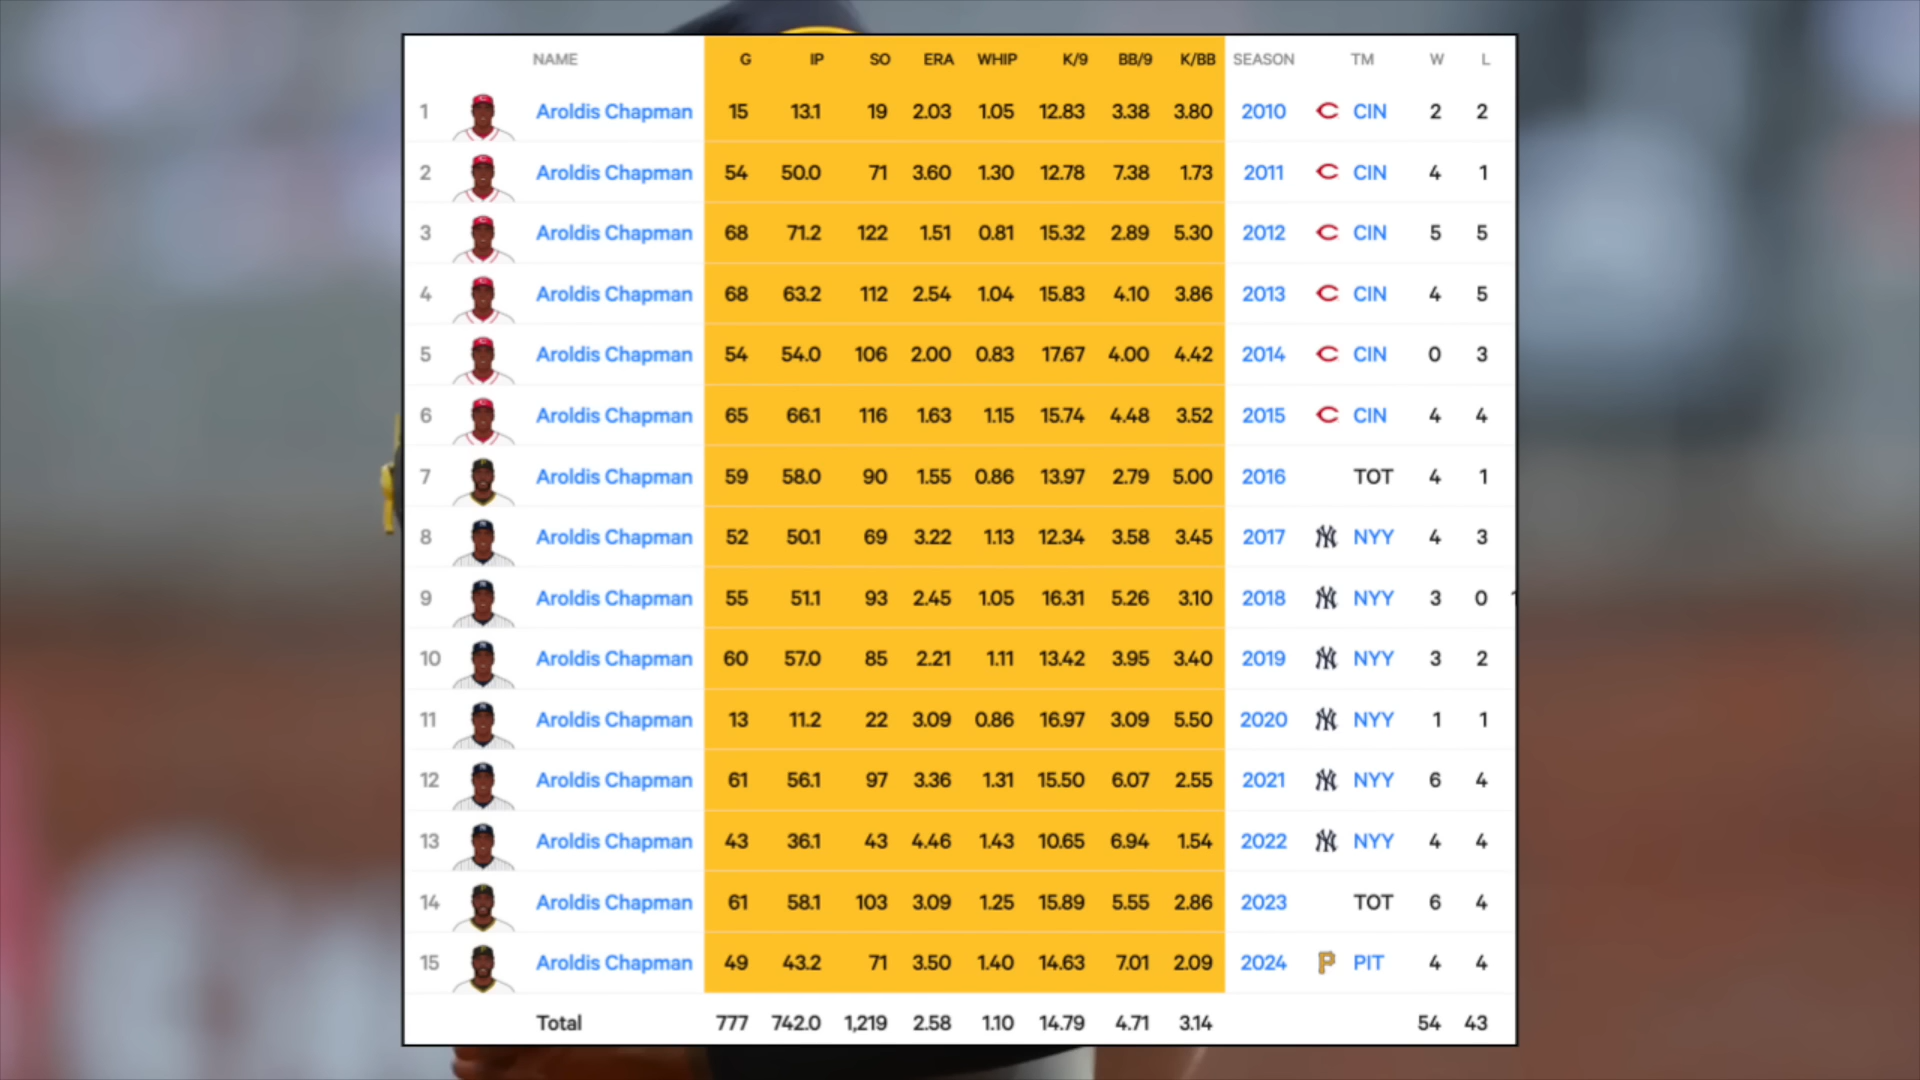 NAME G IP SO ERA WHIP K/9 BB/9 K/BB SEASON TM W L
1 Aroldis Chapman 15 13.1 19 2.03 1.05 12.83 3.38 3.80 2010 CIN 2 2
2 Aroldis Chapman 54 50.0 71 3.60 1.30 12.78 7.38 1.73 2011 CIN 4 1
3 Aroldis Chapman 68 71.2 122 1.51 0.81 15.32 2.89 5.30 2012 CIN 5 5
4 Aroldis Chapman 68 63.2 112 2.54 1.04 15.83 4.10 3.86 2013 CIN 4 5
5 Aroldis Chapman 54 54.0 106 2.00 0.83 17.67 4.00 4.42 2014 CIN 0 3
6 Aroldis Chapman 65 66.1 116 1.63 1.15 15.74 4.48 3.52 2015 CIN 4 4
7 Aroldis Chapman 59 58.0 90 1.55 0.86 13.97 2.79 5.00 2016 TOT 4 1
8 Aroldis Chapman 52 50.1 69 3.22 1.13 12.34 3.58 3.45 2017 NYY 4 3
9 Aroldis Chapman 55 51.1 93 2.45 1.05 16.31 5.26 3.10 2018 NYY 3 0
10 Aroldis Chapman 60 57.0 85 2.21 1.11 13.42 3.95 3.40 2019 NYY 3 2
11 Aroldis Chapman 13 11.2 22 3.09 0.86 16.97 3.09 5.50 2020 NYY 1 1
12 Aroldis Chapman 61 56.1 97 3.36 1.31 15.50 6.07 2.55 2021 NYY 6 4
13 Aroldis Chapman 43 36.1 43 4.46 1.43 10.65 6.94 1.54 2022 NYY 4 4
14 Aroldis Chapman 61 58.1 103 3.09 1.25 15.89 5.55 2.86 2023 TOT 6 4
15 Aroldis Chapman 49 43.2 71 3.50 1.40 14.63 7.01 2.09 2024 PIT 4 4
Total 777 742.0 1,219 2.58 1.10 14.79 4.71 3.14 54 43